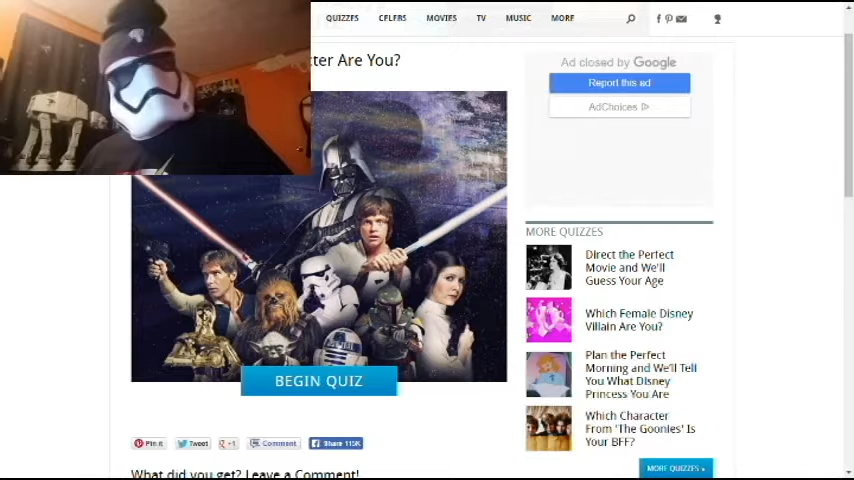 QUIZZES CELEBS MOVIES TV MUSIC MORE
ter Are You?
Ad closed by Google
Report this ad
AdChoices
BEGIN QUIZ
MORE QUIZZES
Direct the Perfect
Movie and We'll
Guess Your Age
Which Female Disney
Villain Are You?
Plan the Perfect
Morning and We'll Tell
You What Disney
Princess You Are
Which Character
From 'The Goonies' Is
Your BFF?
MORE QUIZZES »
Pin it Tweet +1 Comment Share 115K
What did you get? Leave a Comment!